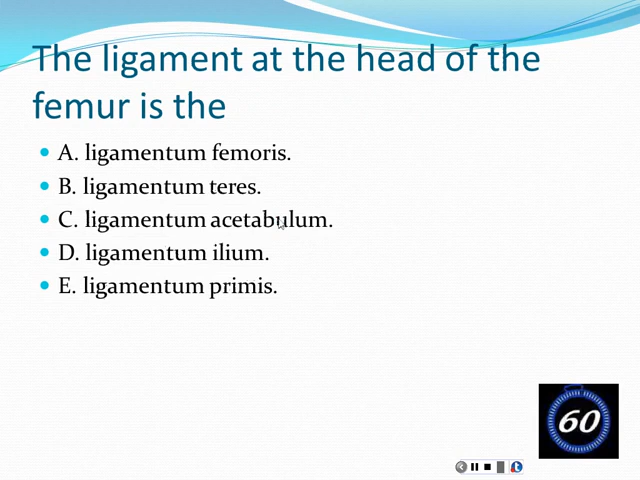 The ligament at the head of the
femur is the
A. ligamentum femoris.
B. ligamentum teres.
C. ligamentum acetabulum.
D. ligamentum ilium.
E. ligamentum primis.
60